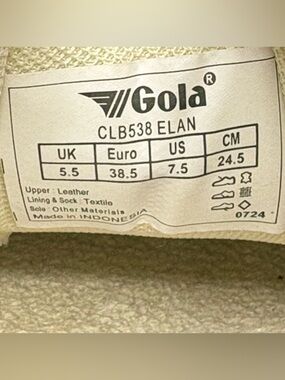 Gola®
CLB538 ELAN
UK Euro US CM
5.5 38.5 7.5 24.5
Upper : Leather
Lining & Sock : Textile
Sole : Other Materials
Made in INDONESIA
0724